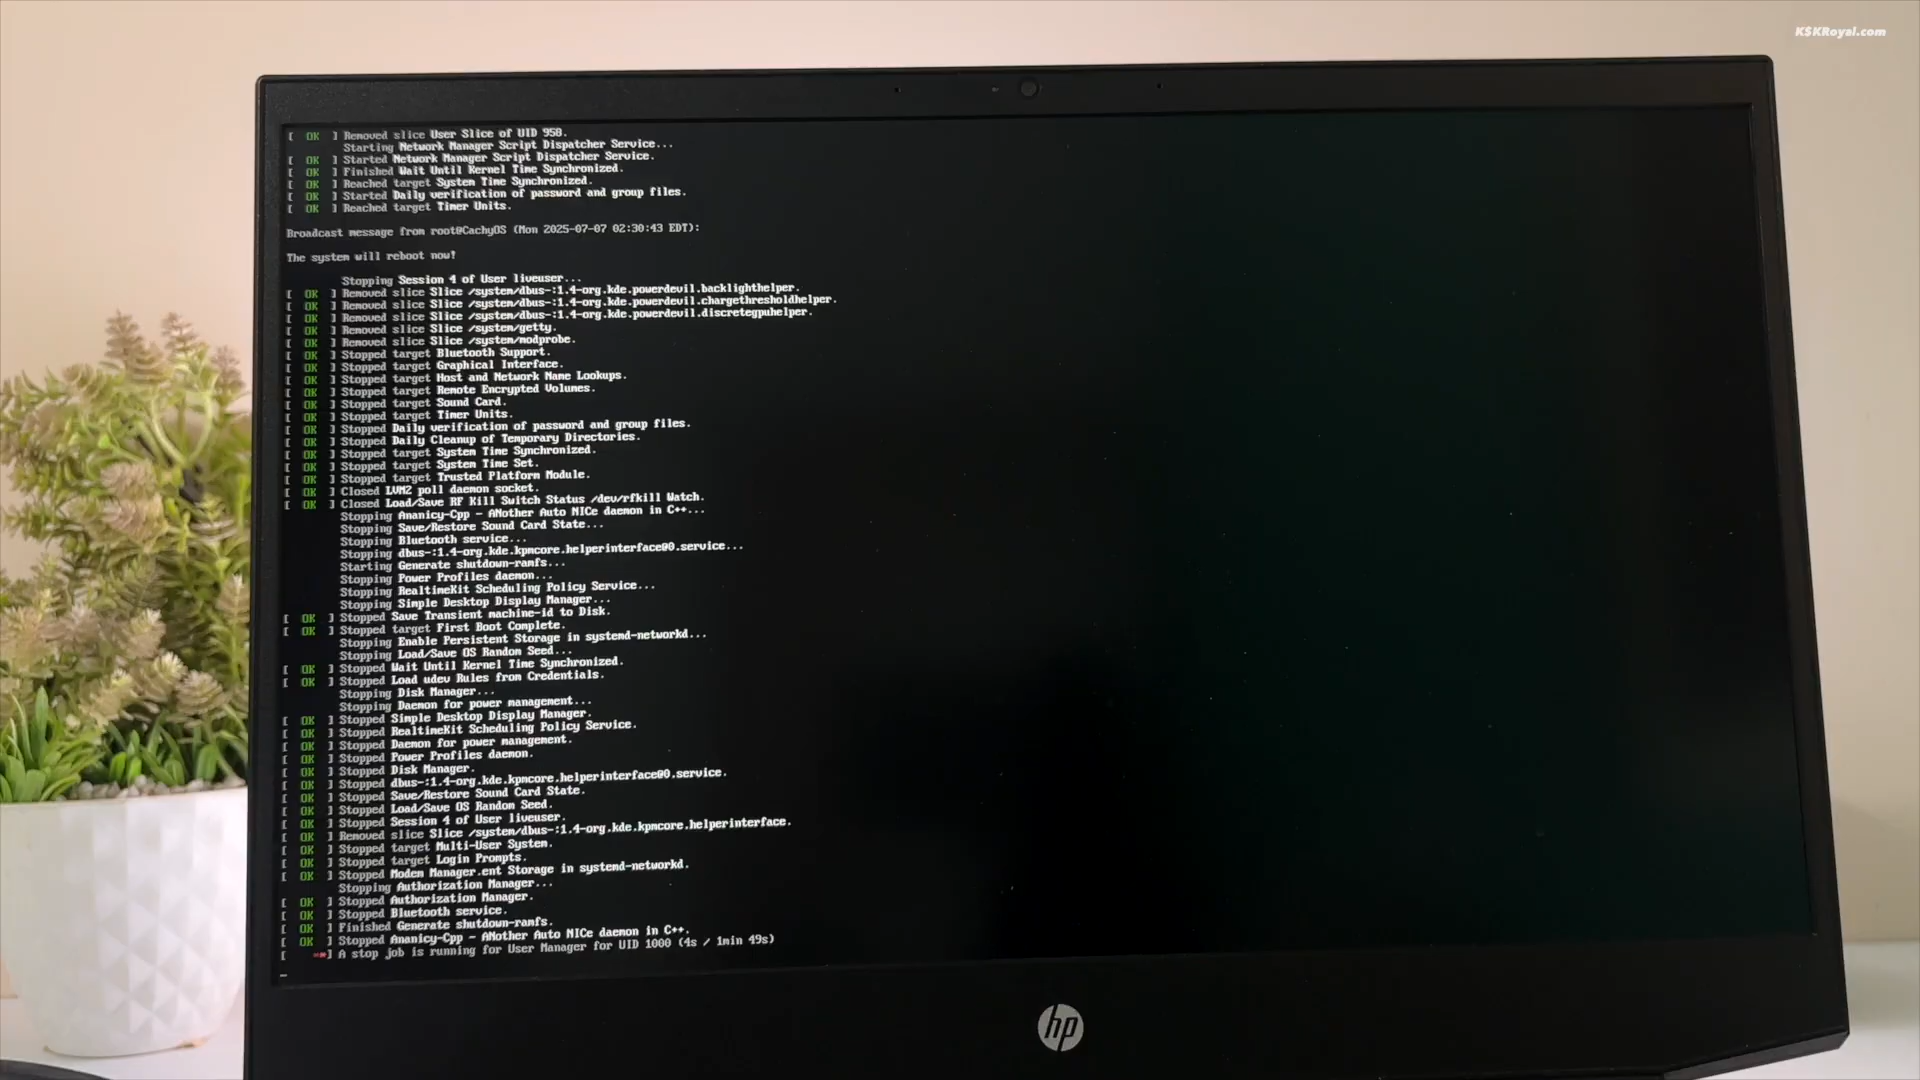 KSKRoyal.com
[ OK ] Removed slice User Slice of UID 958.
Starting Network Manager Script Dispatcher Service...
[ OK ] Started Network Manager Script Dispatcher Service.
[ OK ] Finished Wait Until Kernel Time Synchronized.
[ OK ] Reached target System Time Synchronized.
[ OK ] Started Daily verification of password and group files.
[ OK ] Reached target Timer Units.
Broadcast message from root@CachyOS (Mon 2025-07-07 02:30:43 EDT):
The system will reboot now!
Stopping Session 4 of User liveuser...
[ OK ] Removed slice Slice /system/dbus-:1.4-org.kde.powerdevil.backlighthelper.
[ OK ] Removed slice Slice /system/dbus-:1.4-org.kde.powerdevil.chargethresholdhelper.
[ OK ] Removed slice Slice /system/dbus-:1.4-org.kde.powerdevil.discretegpuhelper.
[ OK ] Removed slice Slice /system/getty.
[ OK ] Removed slice Slice /system/modprobe.
[ OK ] Stopped target Bluetooth Support.
[ OK ] Stopped target Graphical Interface.
[ OK ] Stopped target Host and Network Name Lookups.
[ OK ] Stopped target Remote Encrypted Volumes.
[ OK ] Stopped target Sound Card.
[ OK ] Stopped target Timer Units.
[ OK ] Stopped Daily verification of password and group files.
[ OK ] Stopped Daily Cleanup of Temporary Directories.
[ OK ] Stopped target System Time Synchronized.
[ OK ] Stopped target System Time Set.
[ OK ] Stopped target Trusted Platform Module.
[ OK ] Closed LVM2 poll daemon socket.
[ OK ] Closed Load/Save RF Kill Switch Status /dev/rfkill Watch.
Stopping Ananicy-Cpp - ANother Auto NICe daemon in C++...
Stopping Save/Restore Sound Card State...
Stopping Bluetooth service...
Stopping dbus-:1.4-org.kde.kpmcore.helperinterface@0.service...
Starting Generate shutdown-ramfs...
Stopping Power Profiles daemon...
Stopping RealtimeKit Scheduling Policy Service...
Stopping Simple Desktop Display Manager...
[ OK ] Stopped Save Transient machine-id to Disk.
[ OK ] Stopped target First Boot Complete.
Stopping Enable Persistent Storage in systemd-networkd...
Stopping Load/Save OS Random Seed...
[ OK ] Stopped Wait Until Kernel Time Synchronized.
[ OK ] Stopped Load udev Rules from Credentials.
Stopping Disk Manager...
Stopping Daemon for power management...
[ OK ] Stopped Simple Desktop Display Manager.
[ OK ] Stopped RealtimeKit Scheduling Policy Service.
[ OK ] Stopped Daemon for power management.
[ OK ] Stopped Power Profiles daemon.
[ OK ] Stopped Disk Manager.
[ OK ] Stopped dbus-:1.4-org.kde.kpmcore.helperinterface@0.service.
[ OK ] Stopped Save/Restore Sound Card State.
[ OK ] Stopped Load/Save OS Random Seed.
[ OK ] Stopped Session 4 of User liveuser.
[ OK ] Removed slice Slice /system/dbus-:1.4-org.kde.kpmcore.helperinterface.
[ OK ] Stopped target Multi-User System.
[ OK ] Stopped target Login Prompts.
[ OK ] Stopped Modem Manager.ent Storage in systemd-networkd.
Stopping Authorization Manager...
[ OK ] Stopped Authorization Manager.
[ OK ] Stopped Bluetooth service.
[ OK ] Finished Generate shutdown-ramfs.
[ OK ] Stopped Ananicy-Cpp - ANother Auto NICe daemon in C++.
[ **] A stop job is running for User Manager for UID 1000 (4s / 1min 49s)
hp